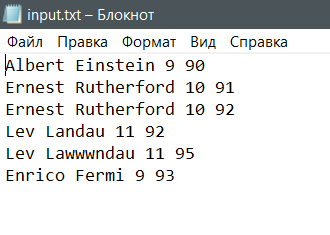 input.txt – Блокнот
Файл Правка Формат Вид Справка
Albert Einstein 9 90
Ernest Rutherford 10 91
Ernest Rutherford 10 92
Lev Landau 11 92
Lev Lawwwndau 11 95
Enrico Fermi 9 93